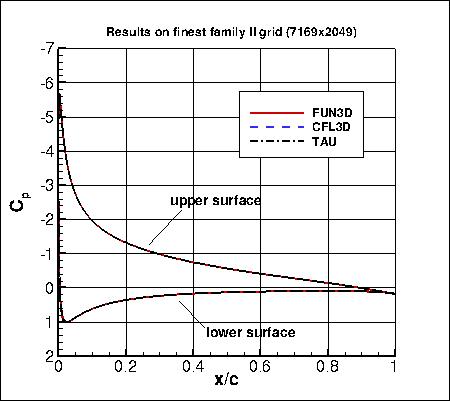 Results on finest family II grid (7169x2049)
-7
-6
-5
-4
-3
-2
-1
0
1
2
Cp
FUN3D
CFL3D
TAU
upper surface
lower surface
0
0.2
0.4
0.6
0.8
1
x/c